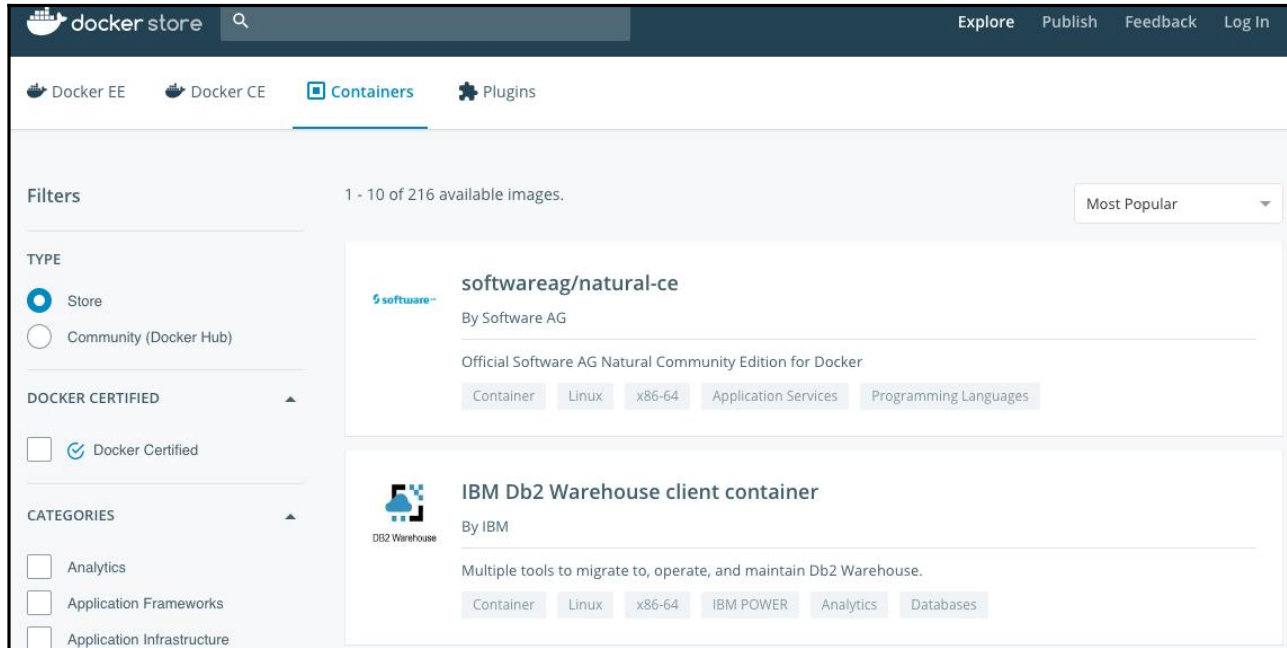 docker store
Explore Publish Feedback Log In
Docker EE Docker CE Containers Plugins
Filters
1 - 10 of 216 available images.
Most Popular
TYPE
Store
Community (Docker Hub)
DOCKER CERTIFIED
Docker Certified
CATEGORIES
Analytics
Application Frameworks
Application Infrastructure
software AG
softwareag/natural-ce
By Software AG
Official Software AG Natural Community Edition for Docker
Container Linux x86-64 Application Services Programming Languages
DB2 Warehouse
IBM Db2 Warehouse client container
By IBM
Multiple tools to migrate to, operate, and maintain Db2 Warehouse.
Container Linux x86-64 IBM POWER Analytics Databases